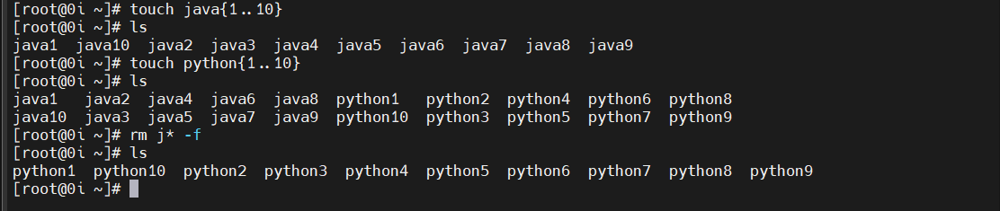 [root@0i ~]# touch java{1..10}
[root@0i ~]# ls
java1  java10  java2  java3  java4  java5  java6  java7  java8  java9
[root@0i ~]# touch python{1..10}
[root@0i ~]# ls
java1   java2  java4  java6  java8  python1   python2  python4  python6  python8
java10  java3  java5  java7  java9  python10  python3  python5  python7  python9
[root@0i ~]# rm j* -f
[root@0i ~]# ls
python1  python10  python2  python3  python4  python5  python6  python7  python8  python9
[root@0i ~]#